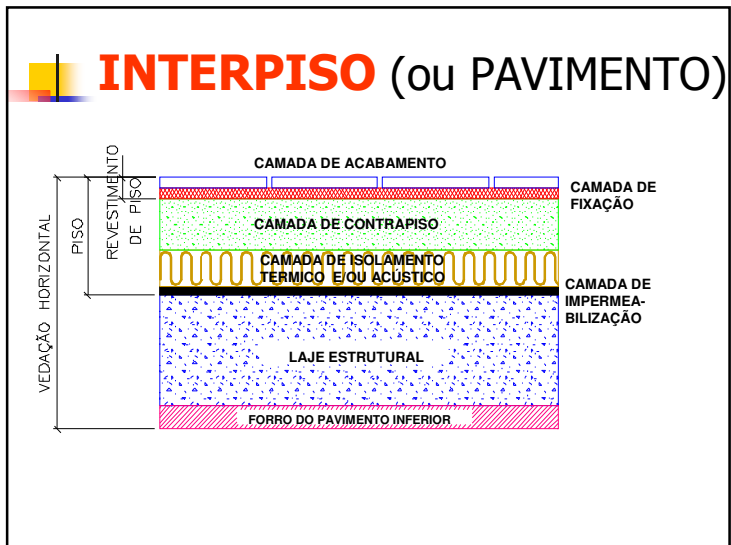 INTERPISO (ou PAVIMENTO)
CAMADA DE ACABAMENTO
CAMADA DE
FIXAÇÃO
CAMADA DE CONTRAPISO
CAMADA DE ISOLAMENTO
TERMICO E/OU ACÚSTICO
CAMADA DE
IMPERMEA-
BILIZAÇÃO
LAJE ESTRUTURAL
FORRO DO PAVIMENTO INFERIOR
VEDAÇÃO HORIZONTAL
PISO
REVESTIMENTO
DE PISO